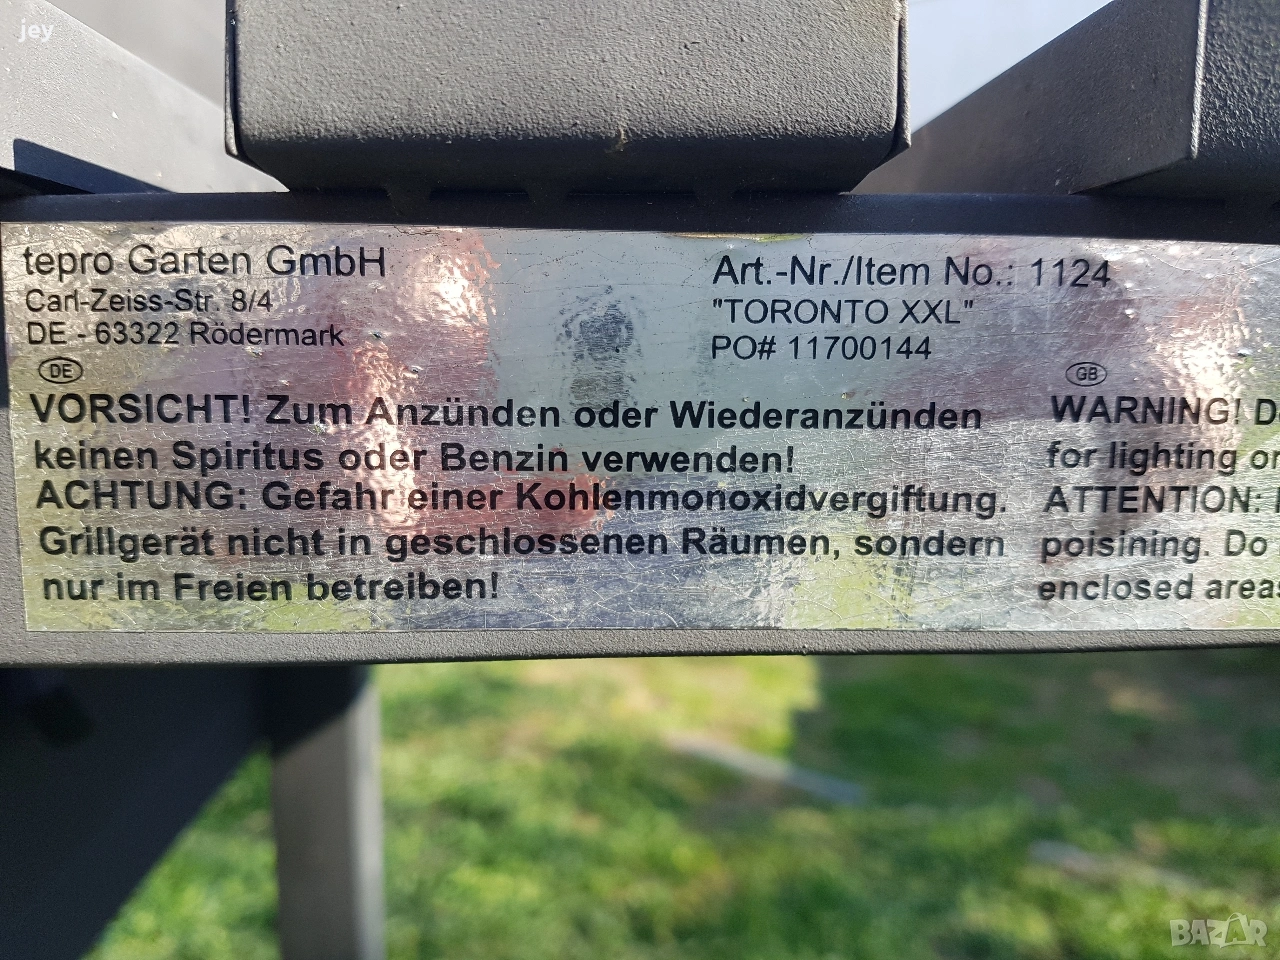 jey
tepro Garten GmbH
Carl-Zeiss-Str. 8/4
DE - 63322 Rödermark
Art.-Nr./Item No.: 1124
"TORONTO XXL"
PO# 11700144
DE
VORSICHT! Zum Anzünden oder Wiederanzünden
keinen Spiritus oder Benzin verwenden!
ACHTUNG: Gefahr einer Kohlenmonoxidvergiftung.
Grillgerät nicht in geschlossenen Räumen, sondern
nur im Freien betreiben!
GB
WARNING! D
for lighting or
ATTENTION:
poisining. Do
enclosed areas
BAZAR